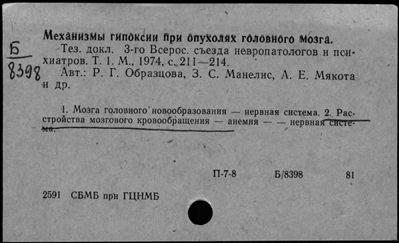 Механизмы гипоксии при опухолях головного мозга.
Б
8398
Тез. докл. 3-го Всерос. съезда невропатологов и пси-
хиатров. Т. 1. М., 1974, с. 211—214.
Авт.: Р. Г. Образцова, З. С. Манелис, А. Е. Мякота
и др.
1. Мозга головного новообразования — нервная система. 2. Рас-
стройства мозгового кровообращения — анемия — — нервная систе-
ма.
П-7-8 Б/8398 81
2591 СБМБ при ГЦНМБ